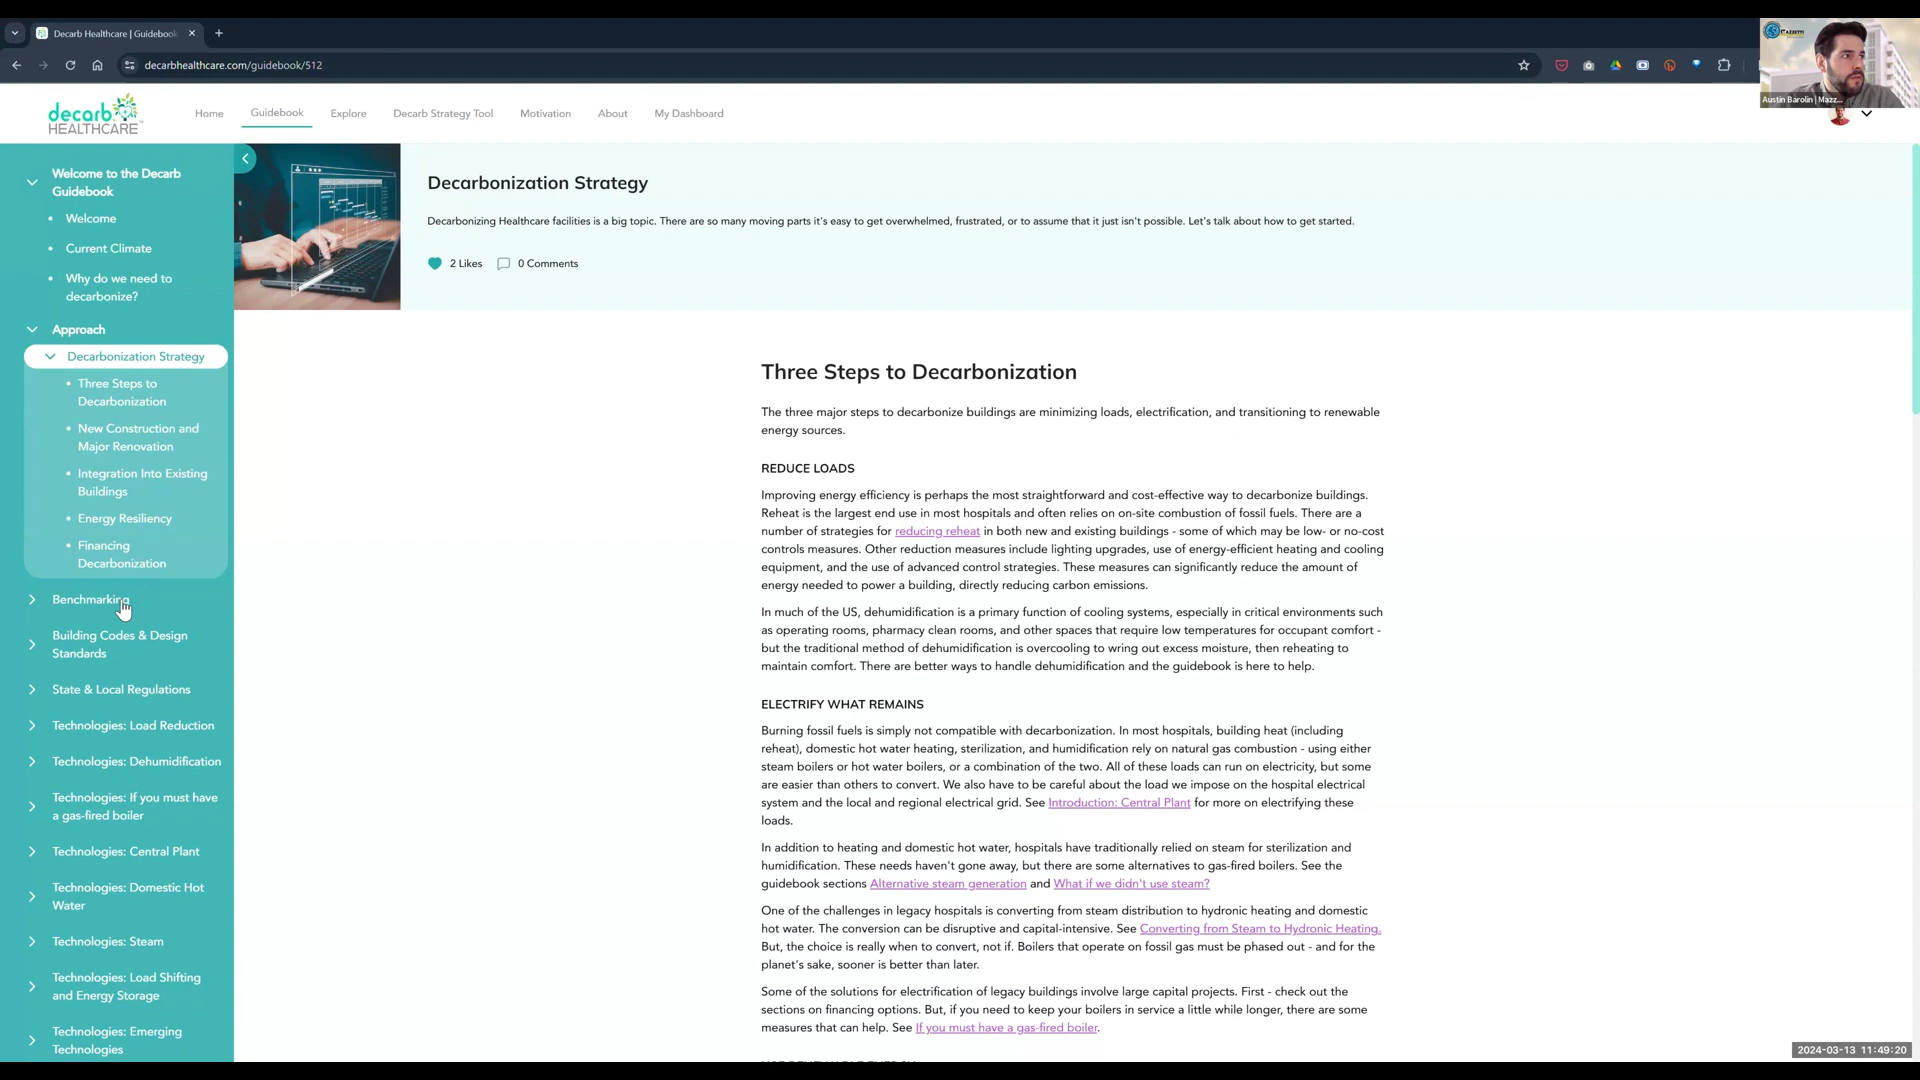 Decarb Healthcare | Guidebook
decarbhealthcare.com/guidebook/512
MAZZETTI
Austin Barolin | Mazz...
decarb
HEALTHCARE™
Home
Guidebook
Explore
Decarb Strategy Tool
Motivation
About
My Dashboard
Welcome to the Decarb
Guidebook
• Welcome
• Current Climate
• Why do we need to
decarbonize?
Approach
Decarbonization Strategy
• Three Steps to
Decarbonization
• New Construction and
Major Renovation
• Integration Into Existing
Buildings
• Energy Resiliency
• Financing
Decarbonization
Benchmarking
Building Codes & Design
Standards
State & Local Regulations
Technologies: Load Reduction
Technologies: Dehumidification
Technologies: If you must have
a gas-fired boiler
Technologies: Central Plant
Technologies: Domestic Hot
Water
Technologies: Steam
Technologies: Load Shifting
and Energy Storage
Technologies: Emerging
Technologies
Decarbonization Strategy
Decarbonizing Healthcare facilities is a big topic. There are so many moving parts it's easy to get overwhelmed, frustrated, or to assume that it just isn't possible. Let's talk about how to get started.
2 Likes
0 Comments
Three Steps to Decarbonization
The three major steps to decarbonize buildings are minimizing loads, electrification, and transitioning to renewable
energy sources.
REDUCE LOADS
Improving energy efficiency is perhaps the most straightforward and cost-effective way to decarbonize buildings.
Reheat is the largest end use in most hospitals and often relies on on-site combustion of fossil fuels. There are a
number of strategies for reducing reheat in both new and existing buildings - some of which may be low- or no-cost
controls measures. Other reduction measures include lighting upgrades, use of energy-efficient heating and cooling
equipment, and the use of advanced control strategies. These measures can significantly reduce the amount of
energy needed to power a building, directly reducing carbon emissions.
In much of the US, dehumidification is a primary function of cooling systems, especially in critical environments such
as operating rooms, pharmacy clean rooms, and other spaces that require low temperatures for occupant comfort -
but the traditional method of dehumidification is overcooling to wring out excess moisture, then reheating to
maintain comfort. There are better ways to handle dehumidification and the guidebook is here to help.
ELECTRIFY WHAT REMAINS
Burning fossil fuels is simply not compatible with decarbonization. In most hospitals, building heat (including
reheat), domestic hot water heating, sterilization, and humidification rely on natural gas combustion - using either
steam boilers or hot water boilers, or a combination of the two. All of these loads can run on electricity, but some
are easier than others to convert. We also have to be careful about the load we impose on the hospital electrical
system and the local and regional electrical grid. See Introduction: Central Plant for more on electrifying these
loads.
In addition to heating and domestic hot water, hospitals have traditionally relied on steam for sterilization and
humidification. These needs haven't gone away, but there are some alternatives to gas-fired boilers. See the
guidebook sections Alternative steam generation and What if we didn't use steam?
One of the challenges in legacy hospitals is converting from steam distribution to hydronic heating and domestic
hot water. The conversion can be disruptive and capital-intensive. See Converting from Steam to Hydronic Heating.
But, the choice is really when to convert, not if. Boilers that operate on fossil gas must be phased out - and for the
planet's sake, sooner is better than later.
Some of the solutions for electrification of legacy buildings involve large capital projects. First - check out the
sections on financing options. But, if you need to keep your boilers in service a little while longer, there are some
measures that can help. See If you must have a gas-fired boiler.
2024-03-13 11:49:20